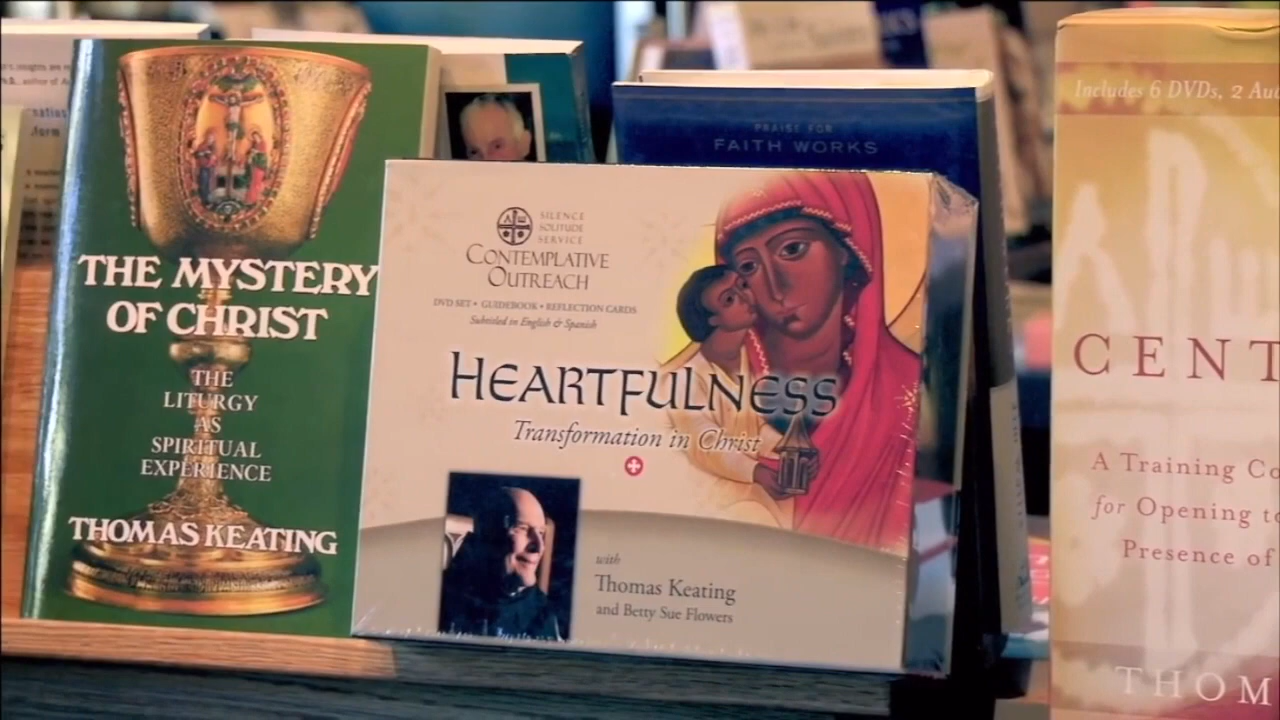 THE MYSTERY
OF CHRIST
THE
LITURGY
AS
SPIRITUAL
EXPERIENCE
THOMAS KEATING
SILENCE
SOLITUDE
SERVICE
CONTEMPLATIVE
OUTREACH
DVD SET • GUIDEBOOK • REFLECTION CARDS
Subtitled in English & Spanish
HEARTFULNESS
Transformation in Christ
with
Thomas Keating
and Betty Sue Flowers
PRAISE FOR
FAITH WORKS
Includes 6 DVDs, 2 Au
CENT
A Training Co
for Opening to
Presence of
THOM